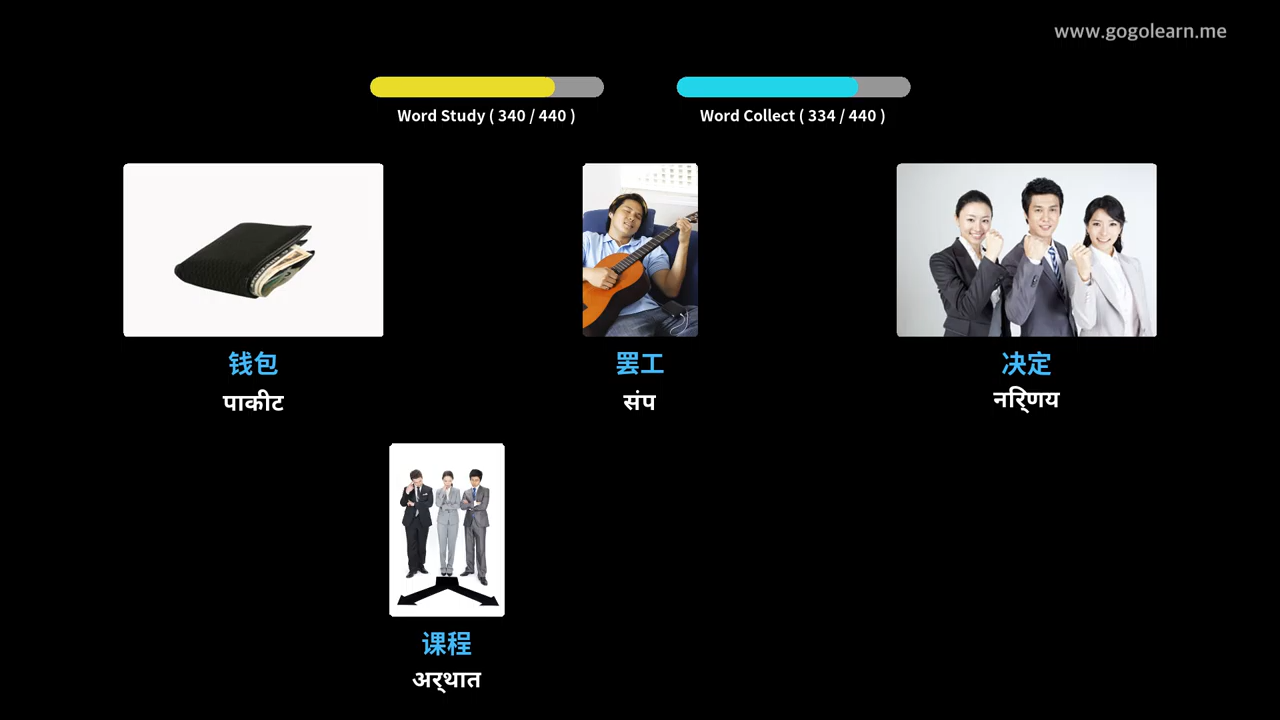 www.gogolearn.me
Word Study ( 340 / 440 )
Word Collect ( 334 / 440 )
钱包
पाकीट
罢工
संप
决定
नरि्णय
课程
अर्थात